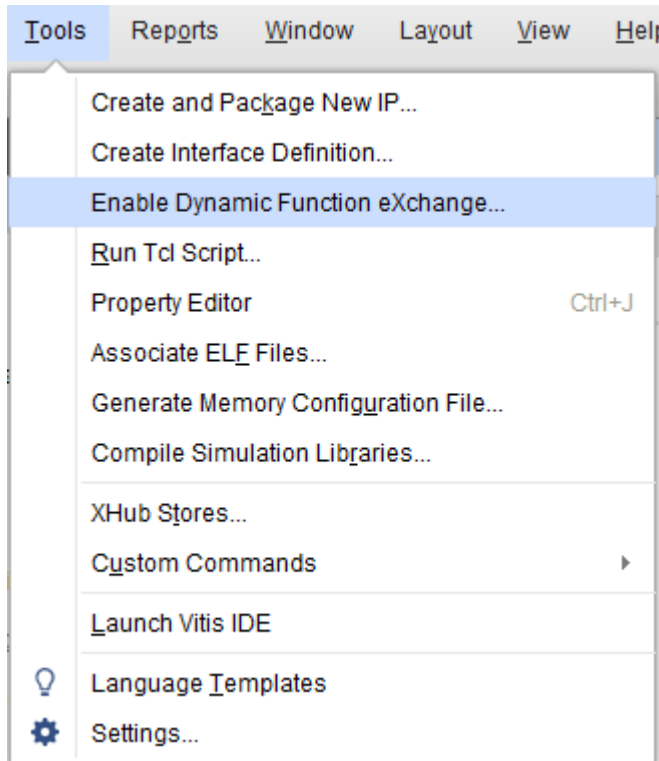 Tools Reports Window Layout View Help
Create and Package New IP...
Create Interface Definition...
Enable Dynamic Function eXchange...
Run Tcl Script...
Property Editor Ctrl+J
Associate ELF Files...
Generate Memory Configuration File...
Compile Simulation Libraries...
XHub Stores...
Custom Commands
Launch Vitis IDE
Language Templates
Settings...